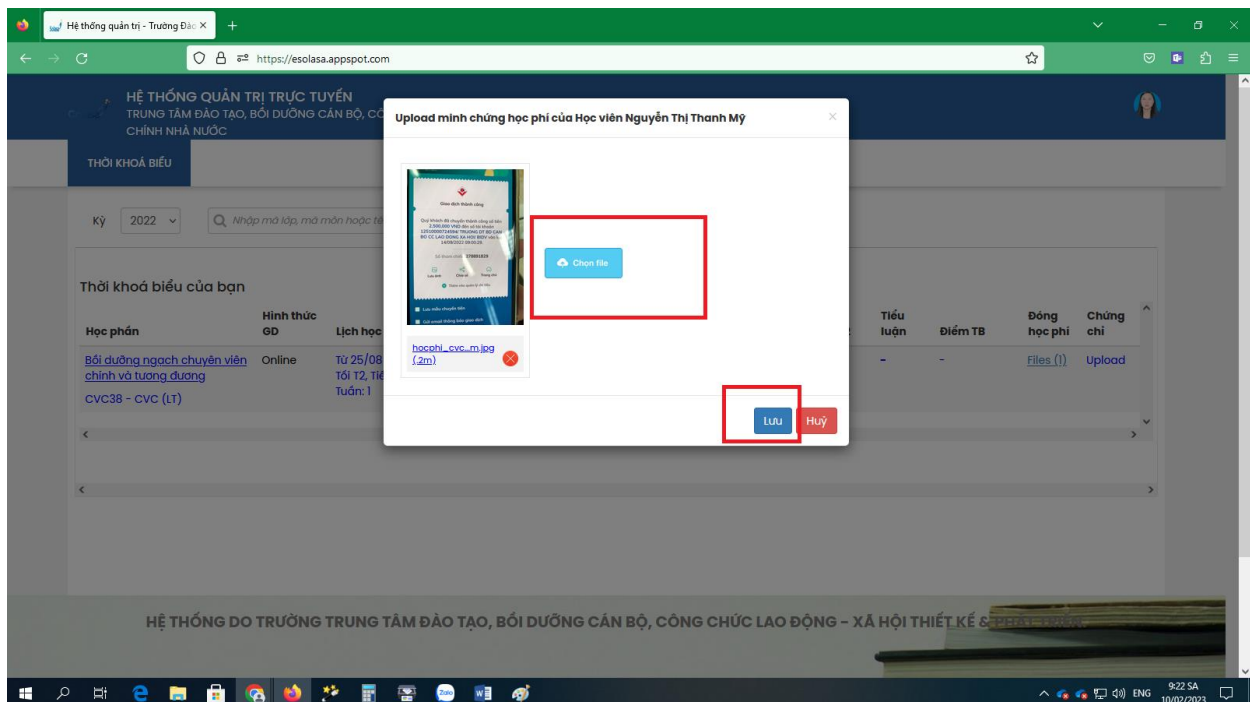 Hệ thống quản trị - Trường Đào
https://esolasa.appspot.com
HỆ THỐNG QUẢN TRỊ TRỰC TUYẾN
TRUNG TÂM ĐÀO TẠO, BỒI DƯỠNG CÁN BỘ, CÔ
CHÍNH NHÀ NƯỚC
THỜI KHOÁ BIỂU
Upload minh chứng học phí của Học viên Nguyễn Thị Thanh Mỹ
Kỳ 2022
Nhập mã lớp, mã môn hoặc tê
Giao dịch thành công
Chọn file
hocphi_cvc...m.jpg
(.2m)
Lưu Huỷ
Thời khoá biểu của bạn
Học phần Hình thức GD Lịch học Tiểu luận Điểm TB Đóng học phí Chứng chỉ
Bồi dưỡng ngạch chuyên viên Online Từ 25/08 - - Files (1) Upload
chính và tương đương Tối T2, Tiế
CVC38 - CVC (LT) Tuần: 1
HỆ THỐNG DO TRƯỜNG TRUNG TÂM ĐÀO TẠO, BỒI DƯỠNG CÁN BỘ, CÔNG CHỨC LAO ĐỘNG - XÃ HỘI THIẾT KẾ & PHÁT TRIỂN.
Zalo
ENG
9:22 SA
10/02/2023